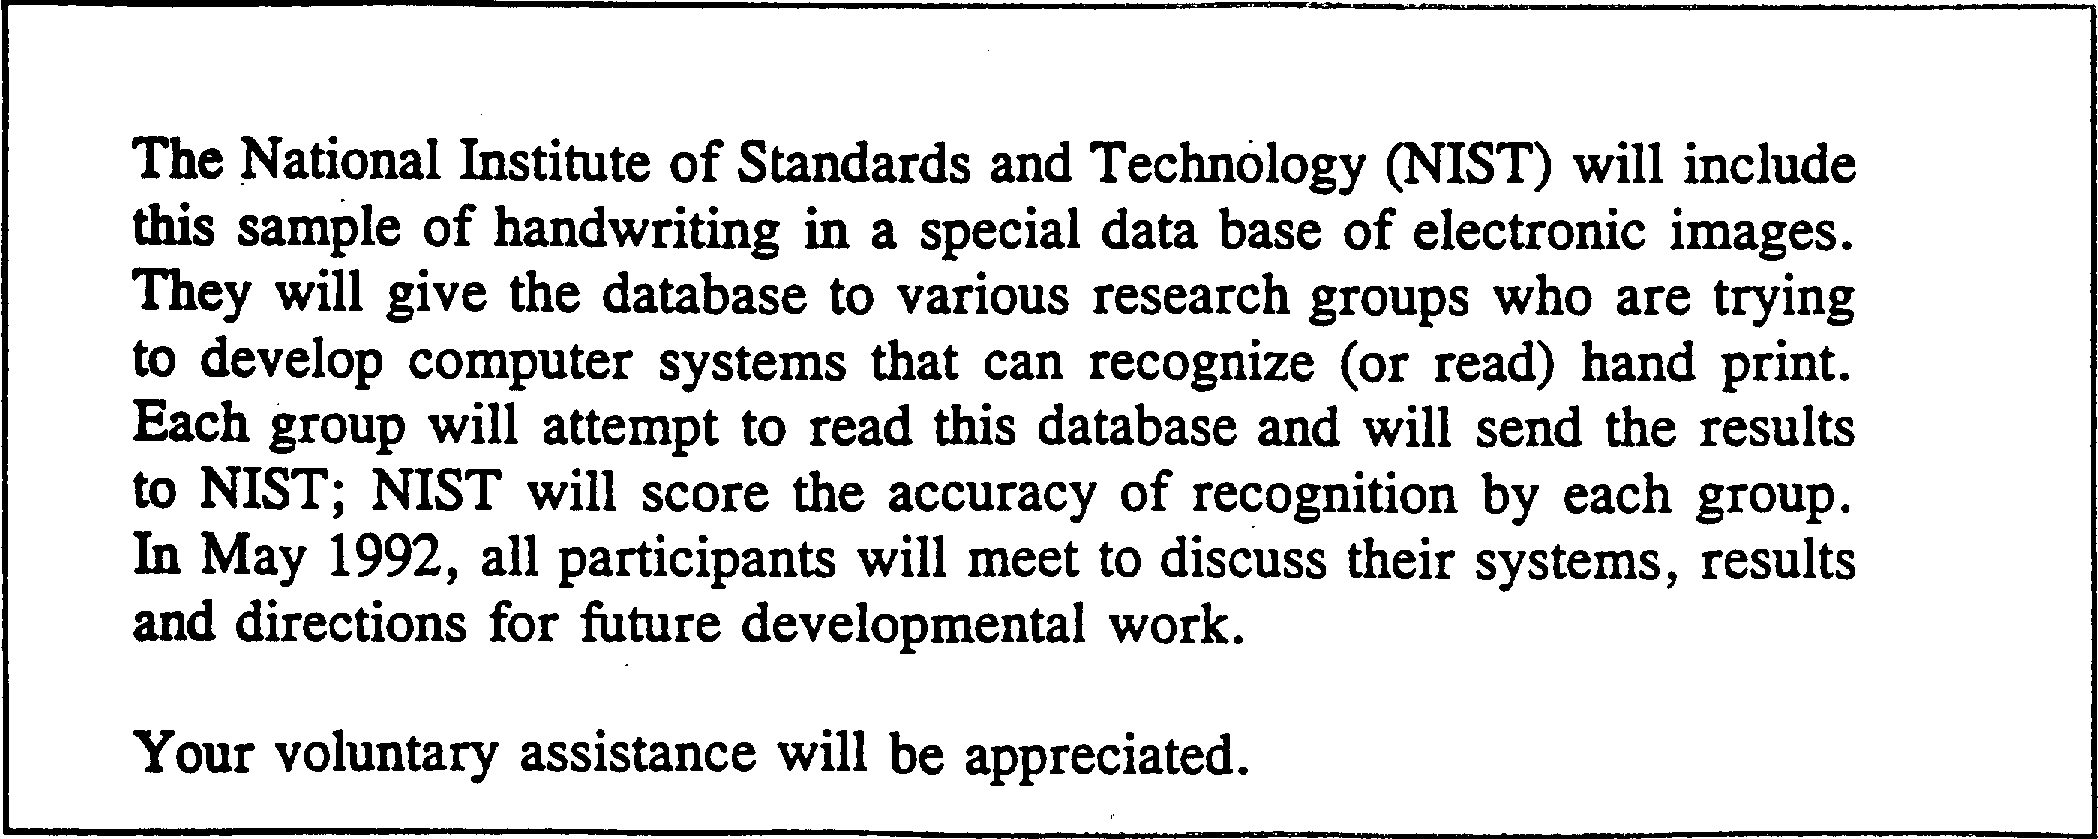 The National Institute of Standards and Technology (NIST) will include
this sample of handwriting in a special data base of electronic images.
They will give the database to various research groups who are trying
to develop computer systems that can recognize (or read) hand print.
Each group will attempt to read this database and will send the results
to NIST; NIST will score the accuracy of recognition by each group.
In May 1992, all participants will meet to discuss their systems, results
and directions for future developmental work.
Your voluntary assistance will be appreciated.